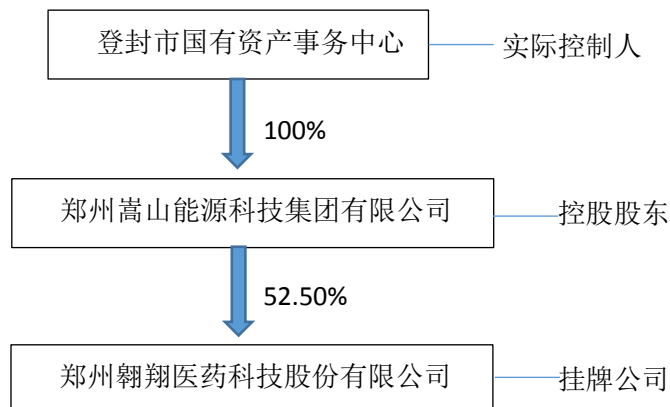 登封市国有资产事务中心
实际控制人
100%
郑州嵩山能源科技集团有限公司
控股股东
52.50%
郑州翱翔医药科技股份有限公司
挂牌公司